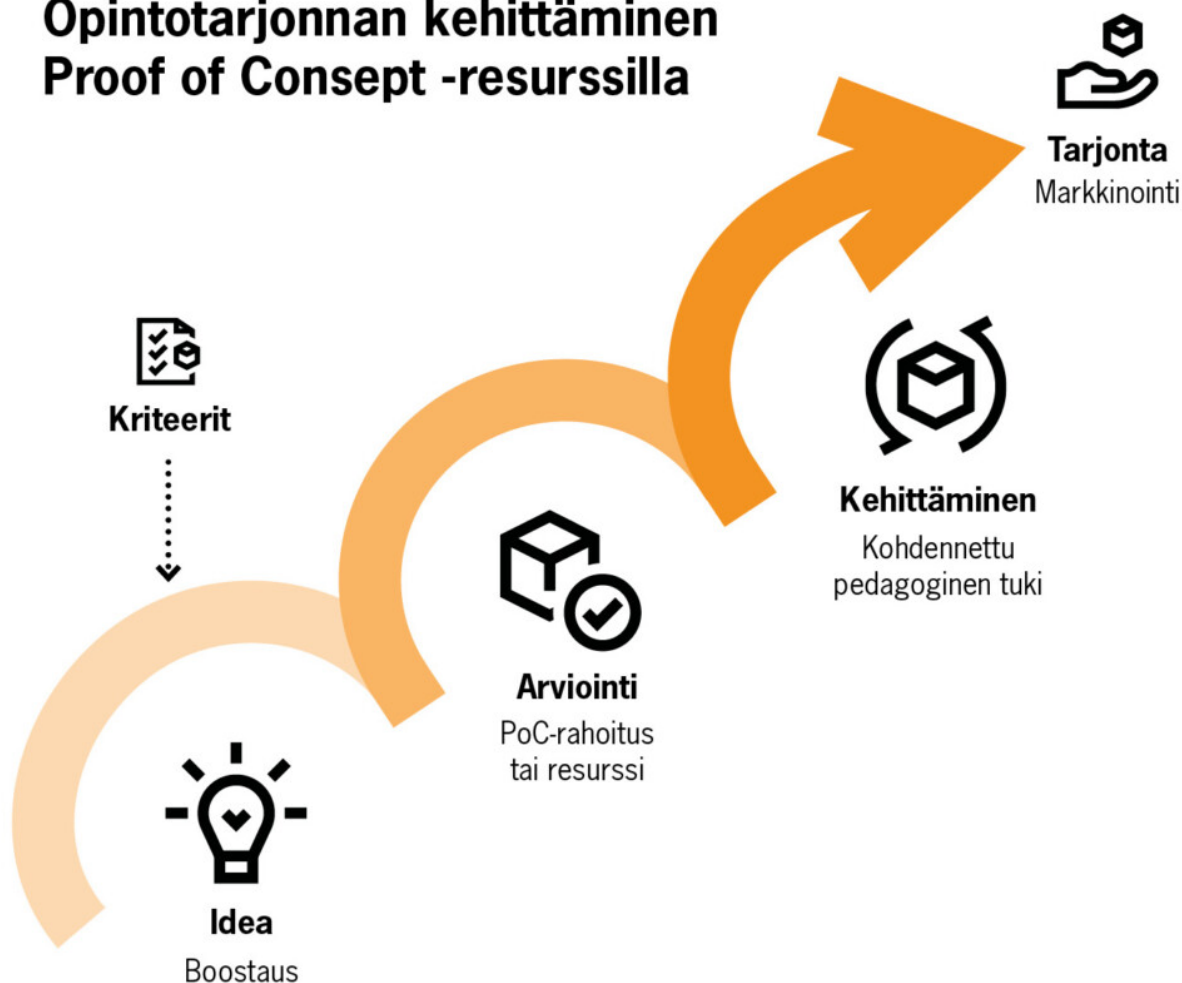 Opintotarjonnan kehittäminen
Proof of Consept -resurssilla
Tarjonta
Markkinointi
Kriteerit
Kehittäminen
Kohdennettu
pedagoginen tuki
Arviointi
PoC-rahoitus
tai resurssi
Idea
Boostaus